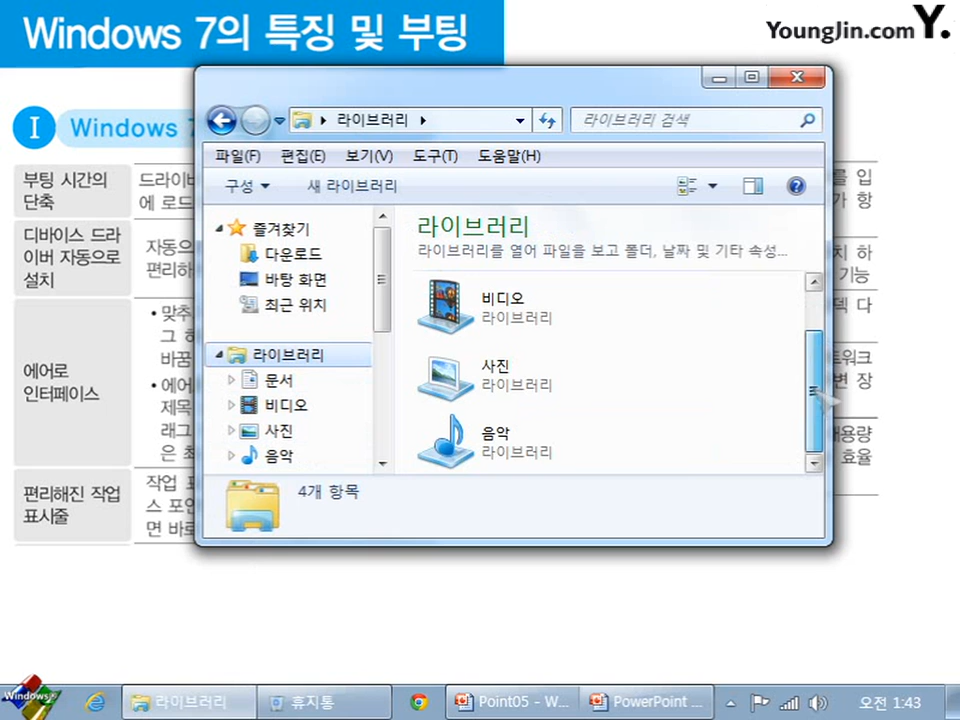 Windows 7의 특징 및 부팅
YoungJin.com Y.
I Windows 7
부팅 시간의
단축
드라이버
에 로드
를 입
가 항
디바이스 드라
이버 자동으로
설치
자동으
편리하
치 하
기능
에어로
인터페이스
• 맞춤
그 하
바꿈
• 에어
제목
래그
은 최
덱 다
트워크
변 장
대용량
효율
편리해진 작업
표시줄
작업 표
스 포인
면 바로
라이브러리
라이브러리 검색
파일(F) 편집(E) 보기(V) 도구(T) 도움말(H)
구성 새 라이브러리
즐겨찾기
다운로드
바탕 화면
최근 위치
라이브러리
문서
비디오
사진
음악
라이브러리
라이브러리를 열어 파일을 보고 폴더, 날짜 및 기타 속성...
비디오
라이브러리
사진
라이브러리
음악
라이브러리
4개 항목
Windows 라이브러리 휴지통 Point05 - W... PowerPoint ... 오전 1:43